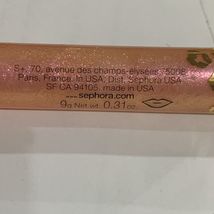 S+, 70, avenue des champs-elysees, 75008
Paris, France. In USA: Dist. Sephora USA
SF CA 94105, made in USA
www.sephora.com
9g Net wt. 0.31oz.